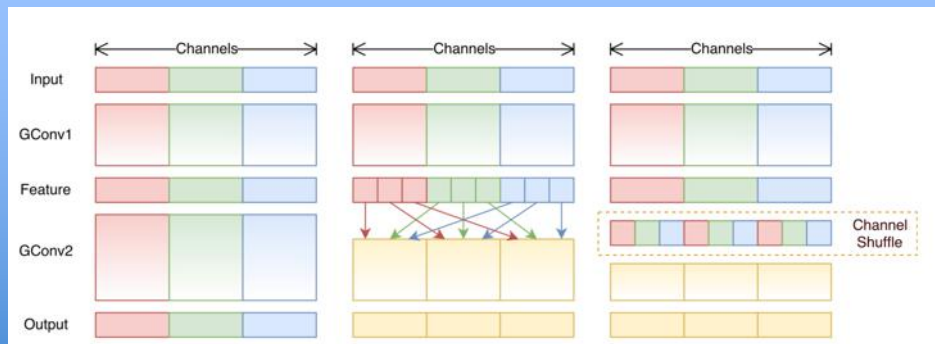 Channels
Channels
Channels
Input
GConv1
Feature
GConv2
Channel
Shuffle
Output